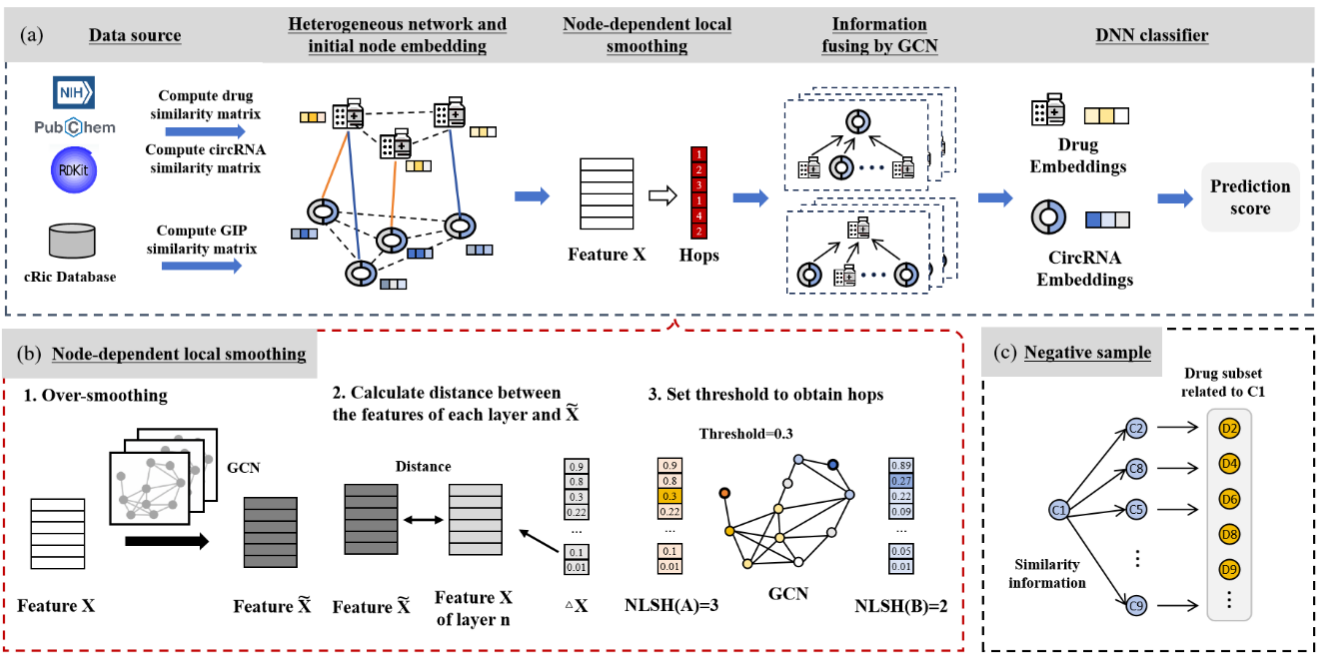 (a)
Data source
Heterogeneous network and
initial node embedding
Node-dependent local
smoothing
Information
fusing by GCN
DNN classifier
NIH
PubChem
RDKit
cRic Database
Compute drug
similarity matrix
Compute circRNA
similarity matrix
Compute GIP
similarity matrix
Feature X
1
2
3
1
4
2
Hops
Drug
Embeddings
CircRNA
Embeddings
Prediction
score
(b) Node-dependent local smoothing
1. Over-smoothing
GCN
Feature X
Feature X̃
2. Calculate distance between
the features of each layer and X̃
Distance
Feature X̃
Feature X
of layer n
0.9
0.8
0.3
0.22
...
0.1
0.01
△X
3. Set threshold to obtain hops
Threshold=0.3
0.9
0.8
0.3
0.22
...
0.1
0.01
NLSH(A)=3
GCN
0.89
0.27
0.22
0.09
...
0.05
0.01
NLSH(B)=2
(c) Negative sample
Drug subset
related to C1
C1
Similarity
information
C2
C8
C5
C9
D2
D4
D6
D8
D9